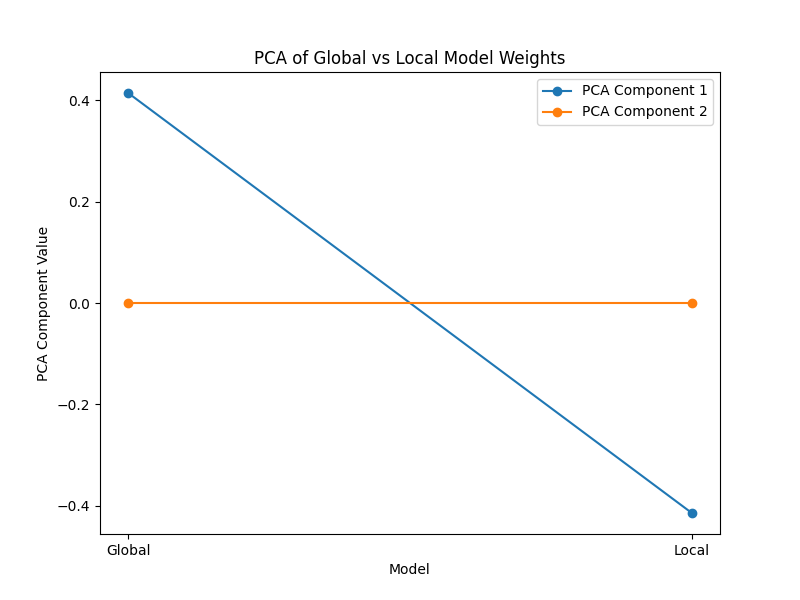 PCA of Global vs Local Model Weights
PCA Component 1
PCA Component 2
PCA Component Value
0.4
0.2
0.0
−0.2
−0.4
Global
Local
Model